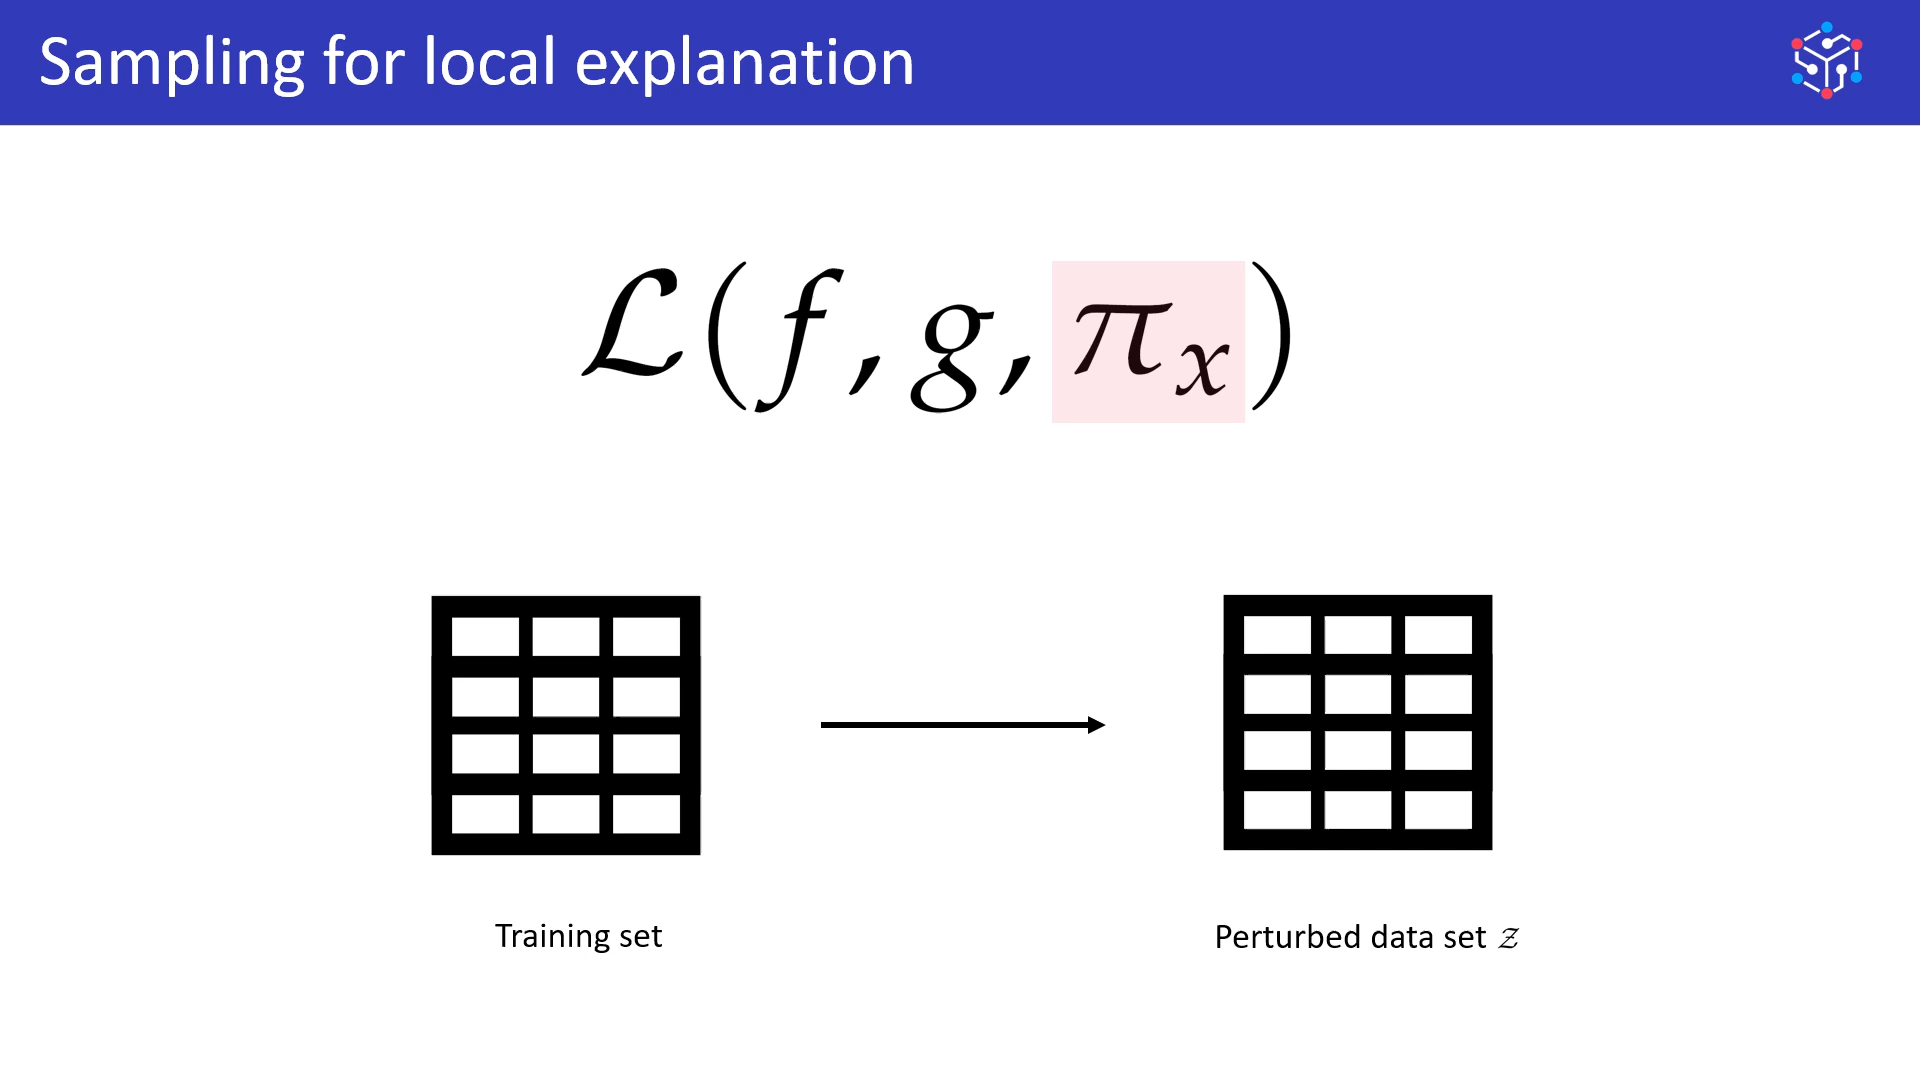 Sampling for local explanation
ℒ(f, g, πₓ)
Training set
Perturbed data set 𝒵